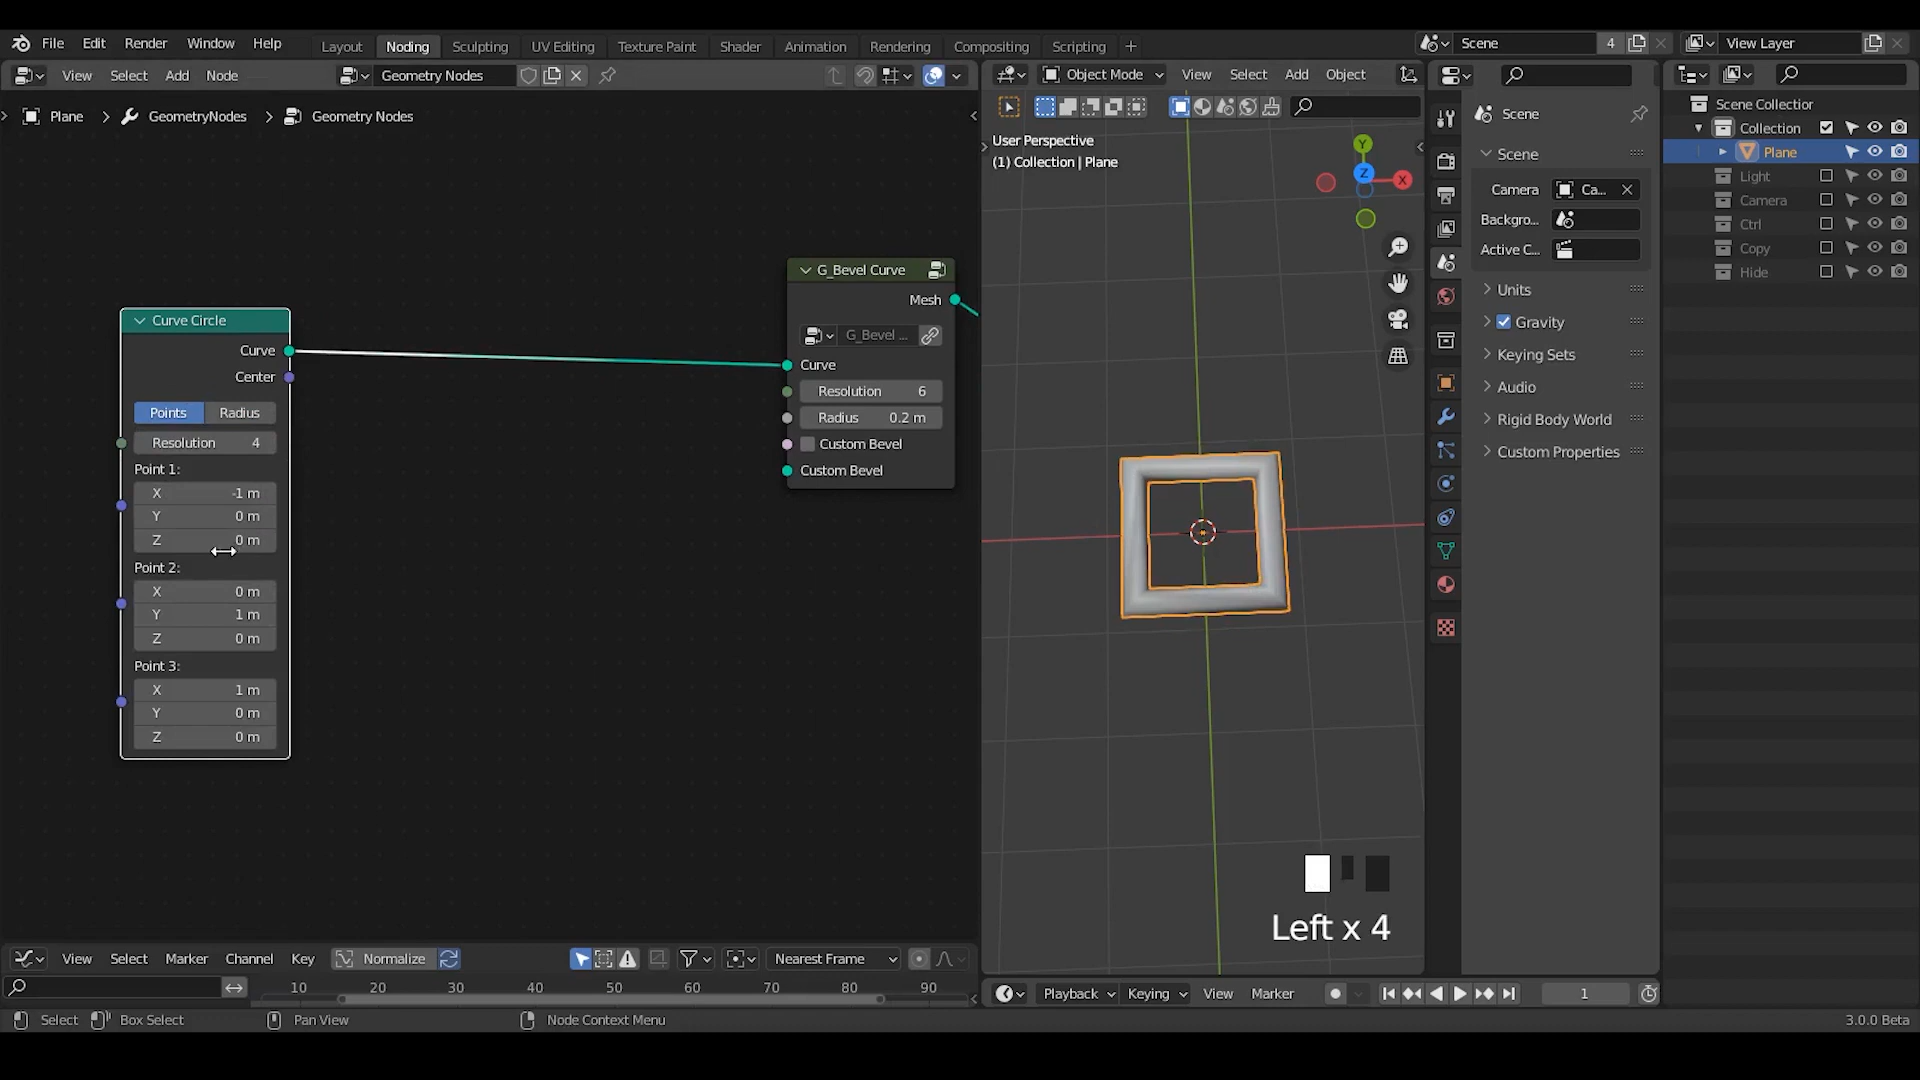 File Edit Render Window Help Layout Noding Sculpting UV Editing Texture Paint Shader Animation Rendering Compositing Scripting + Scene 4 View Layer
View Select Add Node Geometry Nodes Object Mode View Select Add Object
Plane > GeometryNodes > Geometry Nodes
User Perspective
(1) Collection | Plane
Y
Z
X
G_Bevel Curve
Mesh
G_Bevel ...
Curve
Resolution 6
Radius 0.2 m
Custom Bevel
Custom Bevel
Curve Circle
Curve
Center
Points Radius
Resolution 4
Point 1:
X -1 m
Y 0 m
Z 0 m
Point 2:
X 0 m
Y 1 m
Z 0 m
Point 3:
X 1 m
Y 0 m
Z 0 m
Left x 4
Scene
Scene
Camera Ca...
Backgro...
Active C...
Units
Gravity
Keying Sets
Audio
Rigid Body World
Custom Properties
Scene Collectior
Collection
Plane
Light
Camera
Ctrl
Copy
Hide
View Select Marker Channel Key Normalize Nearest Frame
10 20 30 40 50 60 70 80 90
Playback Keying View Marker 1
Select Box Select Pan View Node Context Menu 3.0.0 Beta